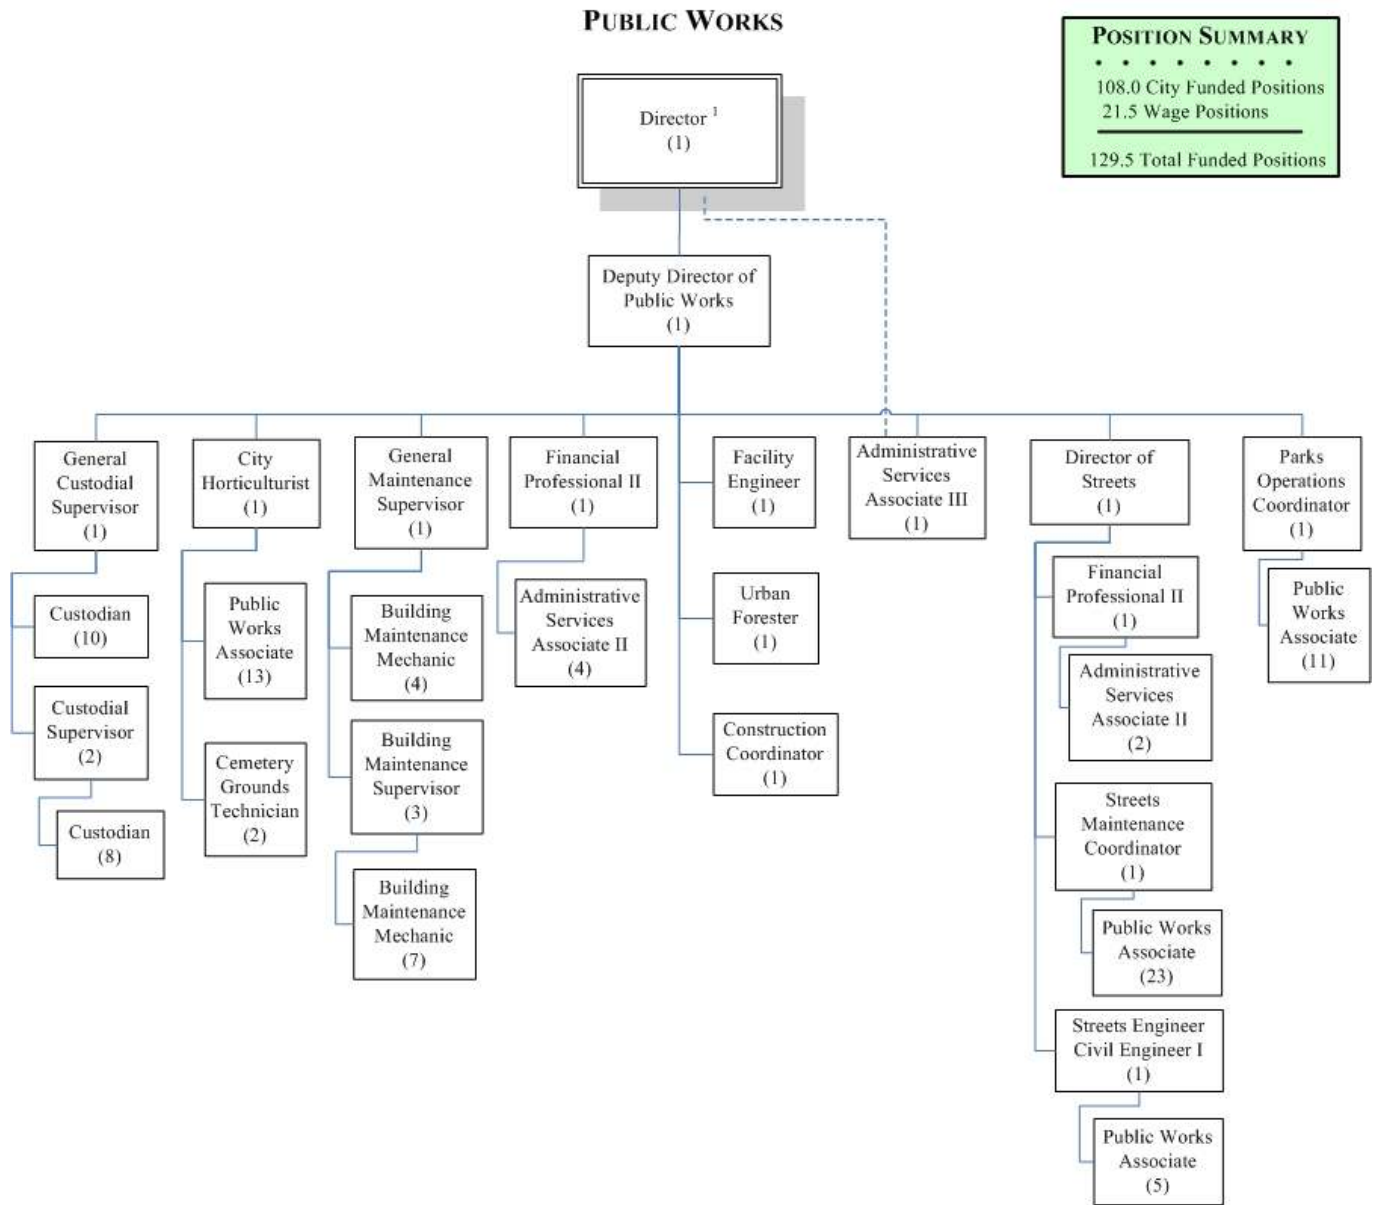 PUBLIC WORKS
POSITION SUMMARY
108.0 City Funded Positions
21.5 Wage Positions
129.5 Total Funded Positions
Director 1
(1)
Deputy Director of
Public Works
(1)
General
Custodial
Supervisor
(1)
Custodian
(10)
Custodial
Supervisor
(2)
Custodian
(8)
City
Horticulturist
(1)
Public
Works
Associate
(13)
Cemetery
Grounds
Technician
(2)
General
Maintenance
Supervisor
(1)
Building
Maintenance
Mechanic
(4)
Building
Maintenance
Supervisor
(3)
Building
Maintenance
Mechanic
(7)
Financial
Professional II
(1)
Administrative
Services
Associate II
(4)
Facility
Engineer
(1)
Urban
Forester
(1)
Construction
Coordinator
(1)
Administrative
Services
Associate III
(1)
Director of
Streets
(1)
Financial
Professional II
(1)
Administrative
Services
Associate II
(2)
Streets
Maintenance
Coordinator
(1)
Public Works
Associate
(23)
Streets Engineer
Civil Engineer I
(1)
Public Works
Associate
(5)
Parks
Operations
Coordinator
(1)
Public
Works
Associate
(11)